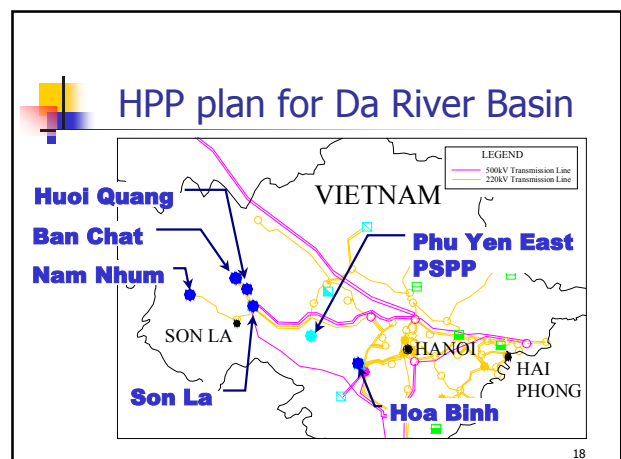 HPP plan for Da River Basin
LEGEND
500kV Transmission Line
220kV Transmission Line
VIETNAM
Huoi Quang
Ban Chat
Nam Nhum
Phu Yen East
PSPP
SON LA
HANOI
HAI
PHONG
Son La
Hoa Binh
18